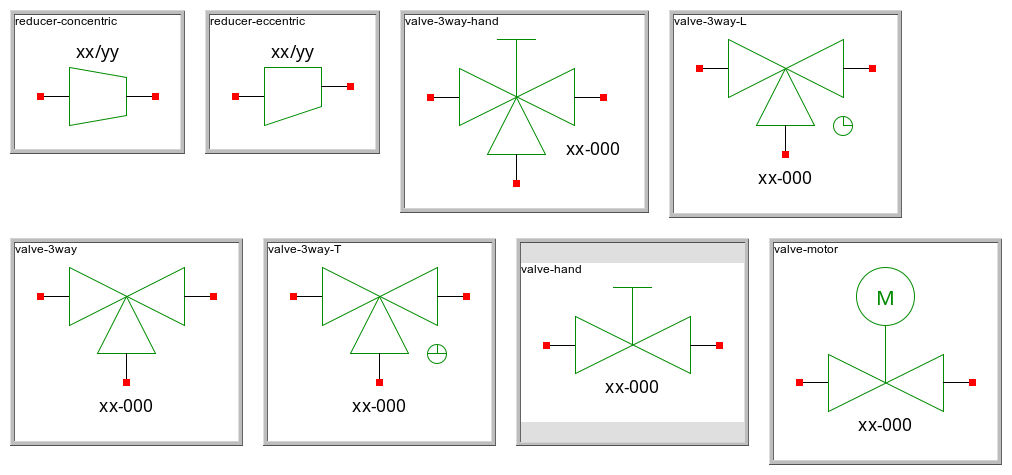 reducer-concentric
xx/yy
reducer-eccentric
xx/yy
valve-3way-hand
xx-000
valve-3way-L
xx-000
valve-3way
xx-000
valve-3way-T
xx-000
valve-hand
xx-000
valve-motor
M
xx-000